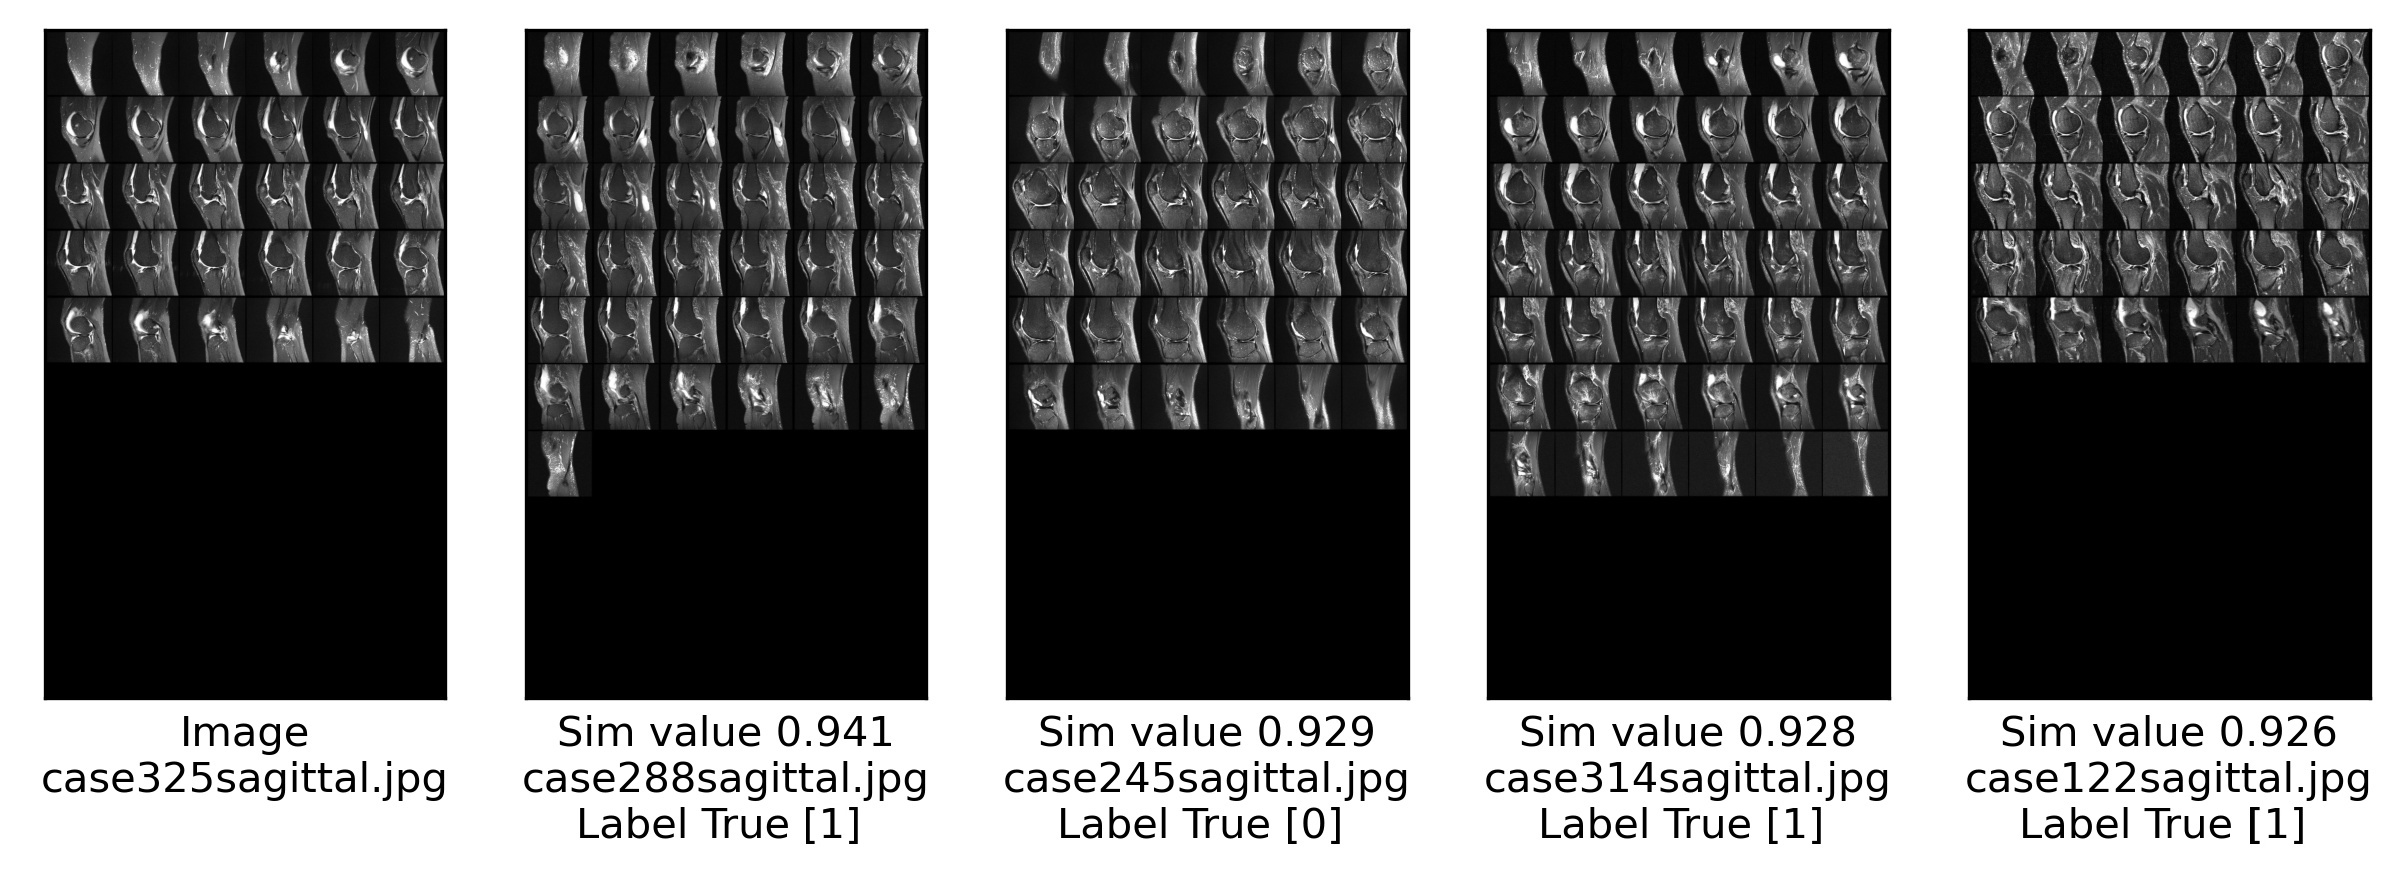 Image
case325sagittal.jpg
Sim value 0.941
case288sagittal.jpg
Label True [1]
Sim value 0.929
case245sagittal.jpg
Label True [0]
Sim value 0.928
case314sagittal.jpg
Label True [1]
Sim value 0.926
case122sagittal.jpg
Label True [1]